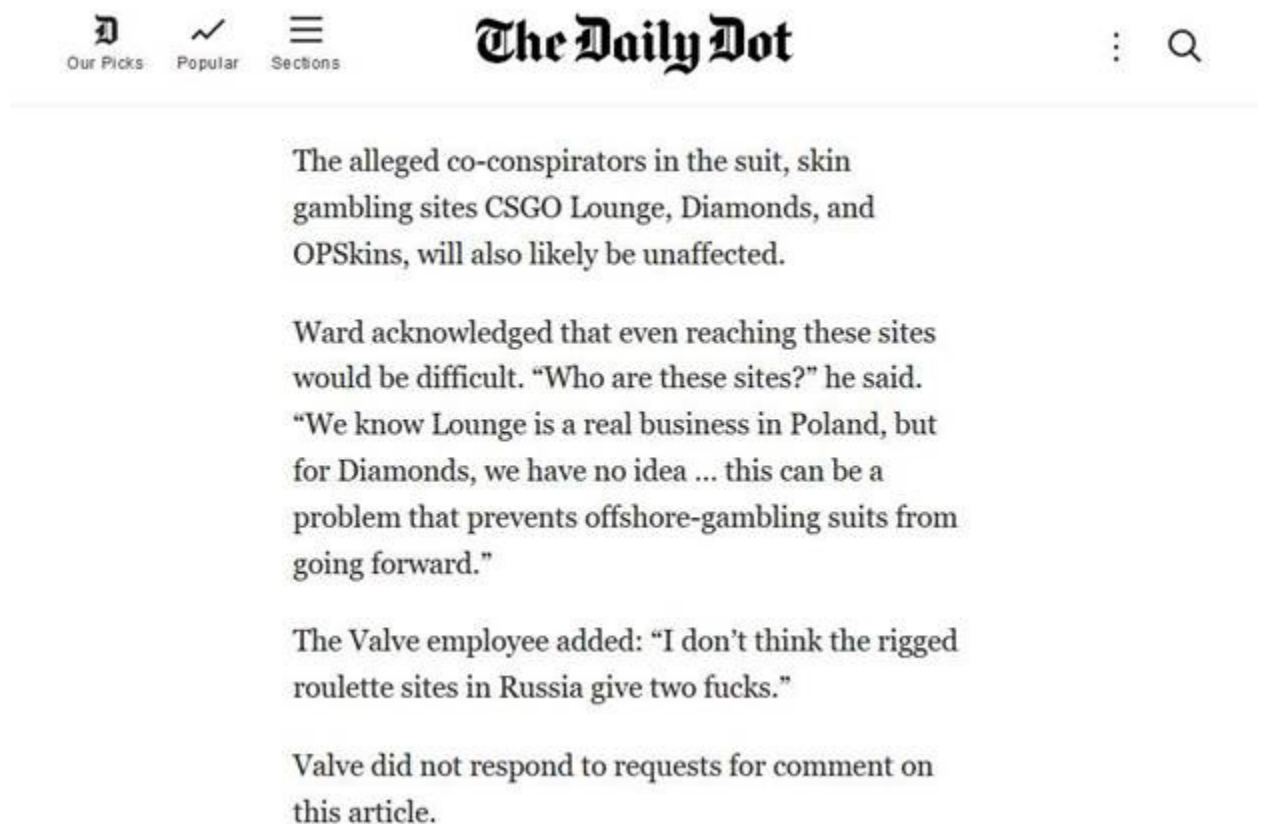 The Daily Dot
Our Picks
Popular
Sections
The alleged co-conspirators in the suit, skin
gambling sites CSGO Lounge, Diamonds, and
OPSkins, will also likely be unaffected.
Ward acknowledged that even reaching these sites
would be difficult. “Who are these sites?” he said.
“We know Lounge is a real business in Poland, but
for Diamonds, we have no idea ... this can be a
problem that prevents offshore-gambling suits from
going forward.”
The Valve employee added: “I don’t think the rigged
roulette sites in Russia give two fucks.”
Valve did not respond to requests for comment on
this article.